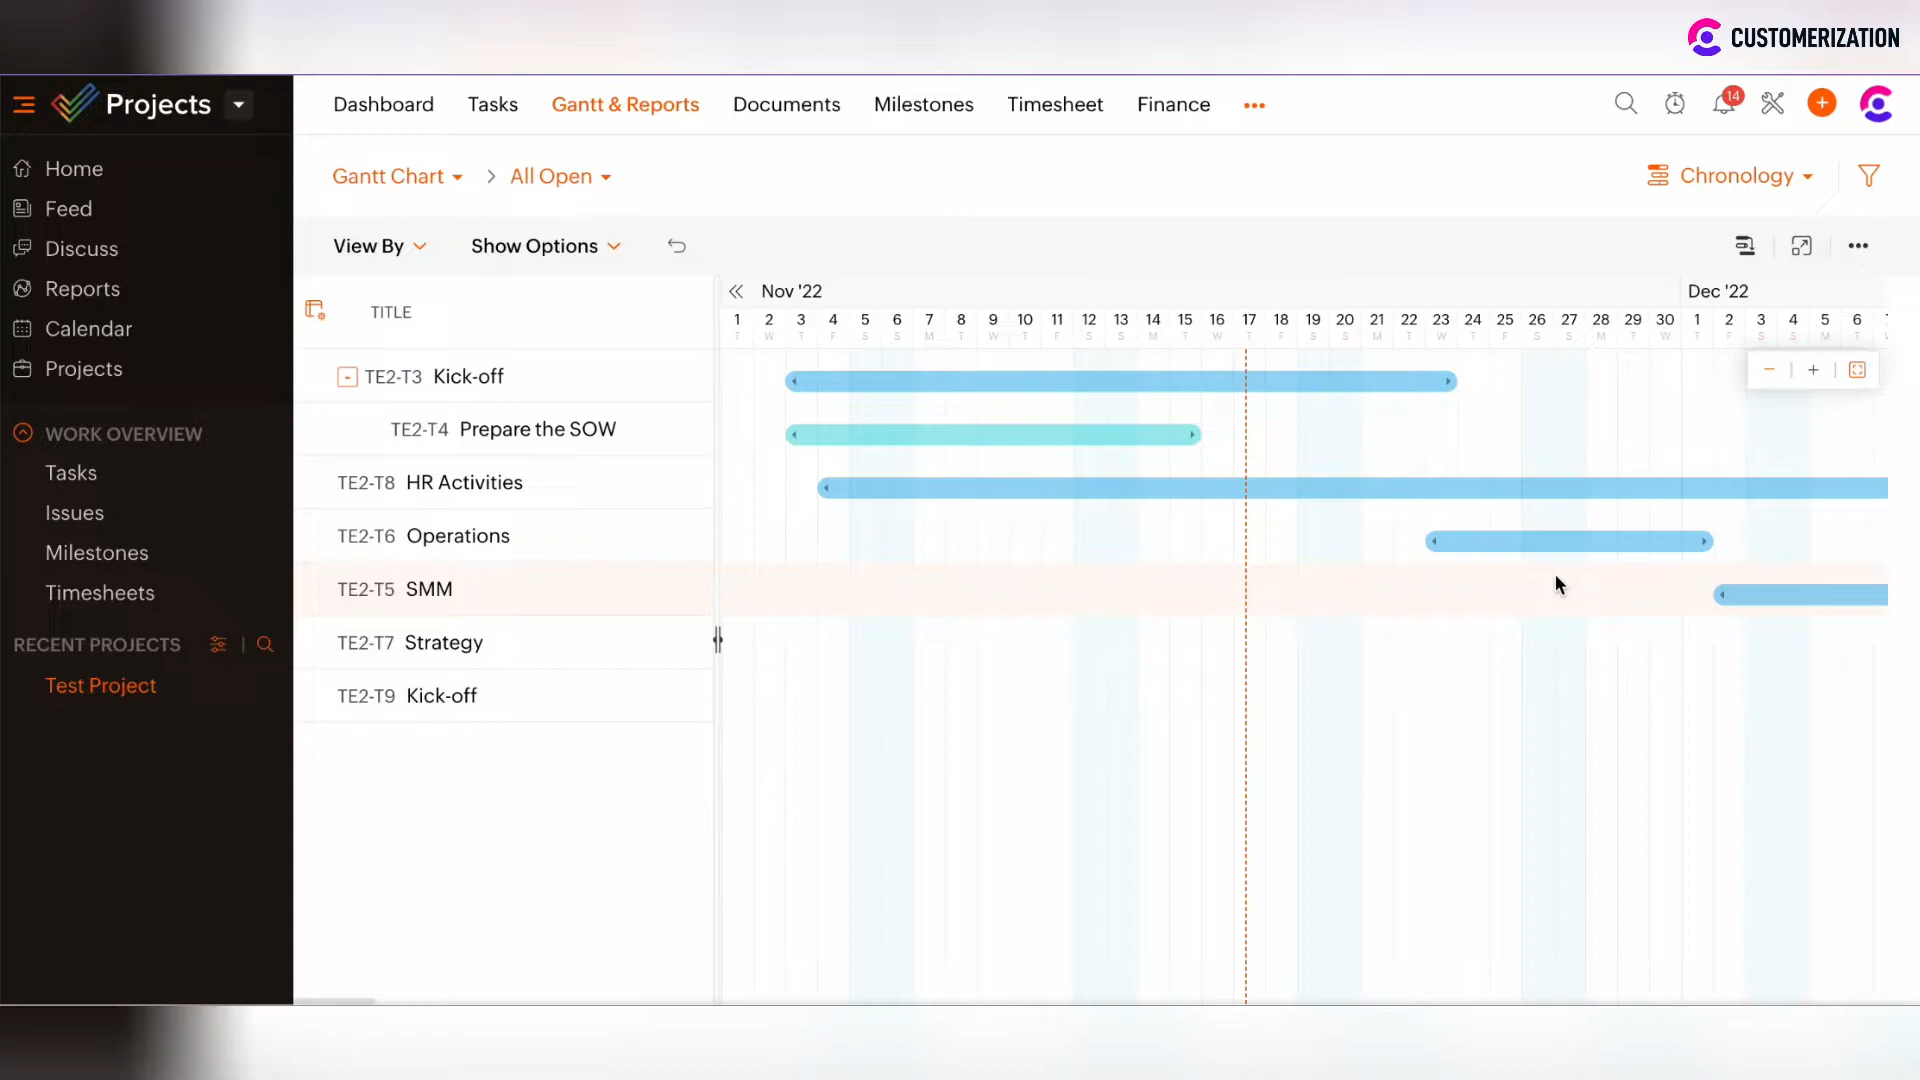 CUSTOMERIZATION
Projects
Dashboard Tasks Gantt & Reports Documents Milestones Timesheet Finance
14
Home
Feed
Discuss
Reports
Calendar
Projects
WORK OVERVIEW
Tasks
Issues
Milestones
Timesheets
RECENT PROJECTS
Test Project
Gantt Chart > All Open
Chronology
View By Show Options
TITLE
Nov '22 Dec '22
1 2 3 4 5 6 7 8 9 10 11 12 13 14 15 16 17 18 19 20 21 22 23 24 25 26 27 28 29 30 1 2 3 4 5 6
T W T F S S M T W T F S S M T W T F S S M T W T F S S M T W T F S S M T
TE2-T3 Kick-off
TE2-T4 Prepare the SOW
TE2-T8 HR Activities
TE2-T6 Operations
TE2-T5 SMM
TE2-T7 Strategy
TE2-T9 Kick-off